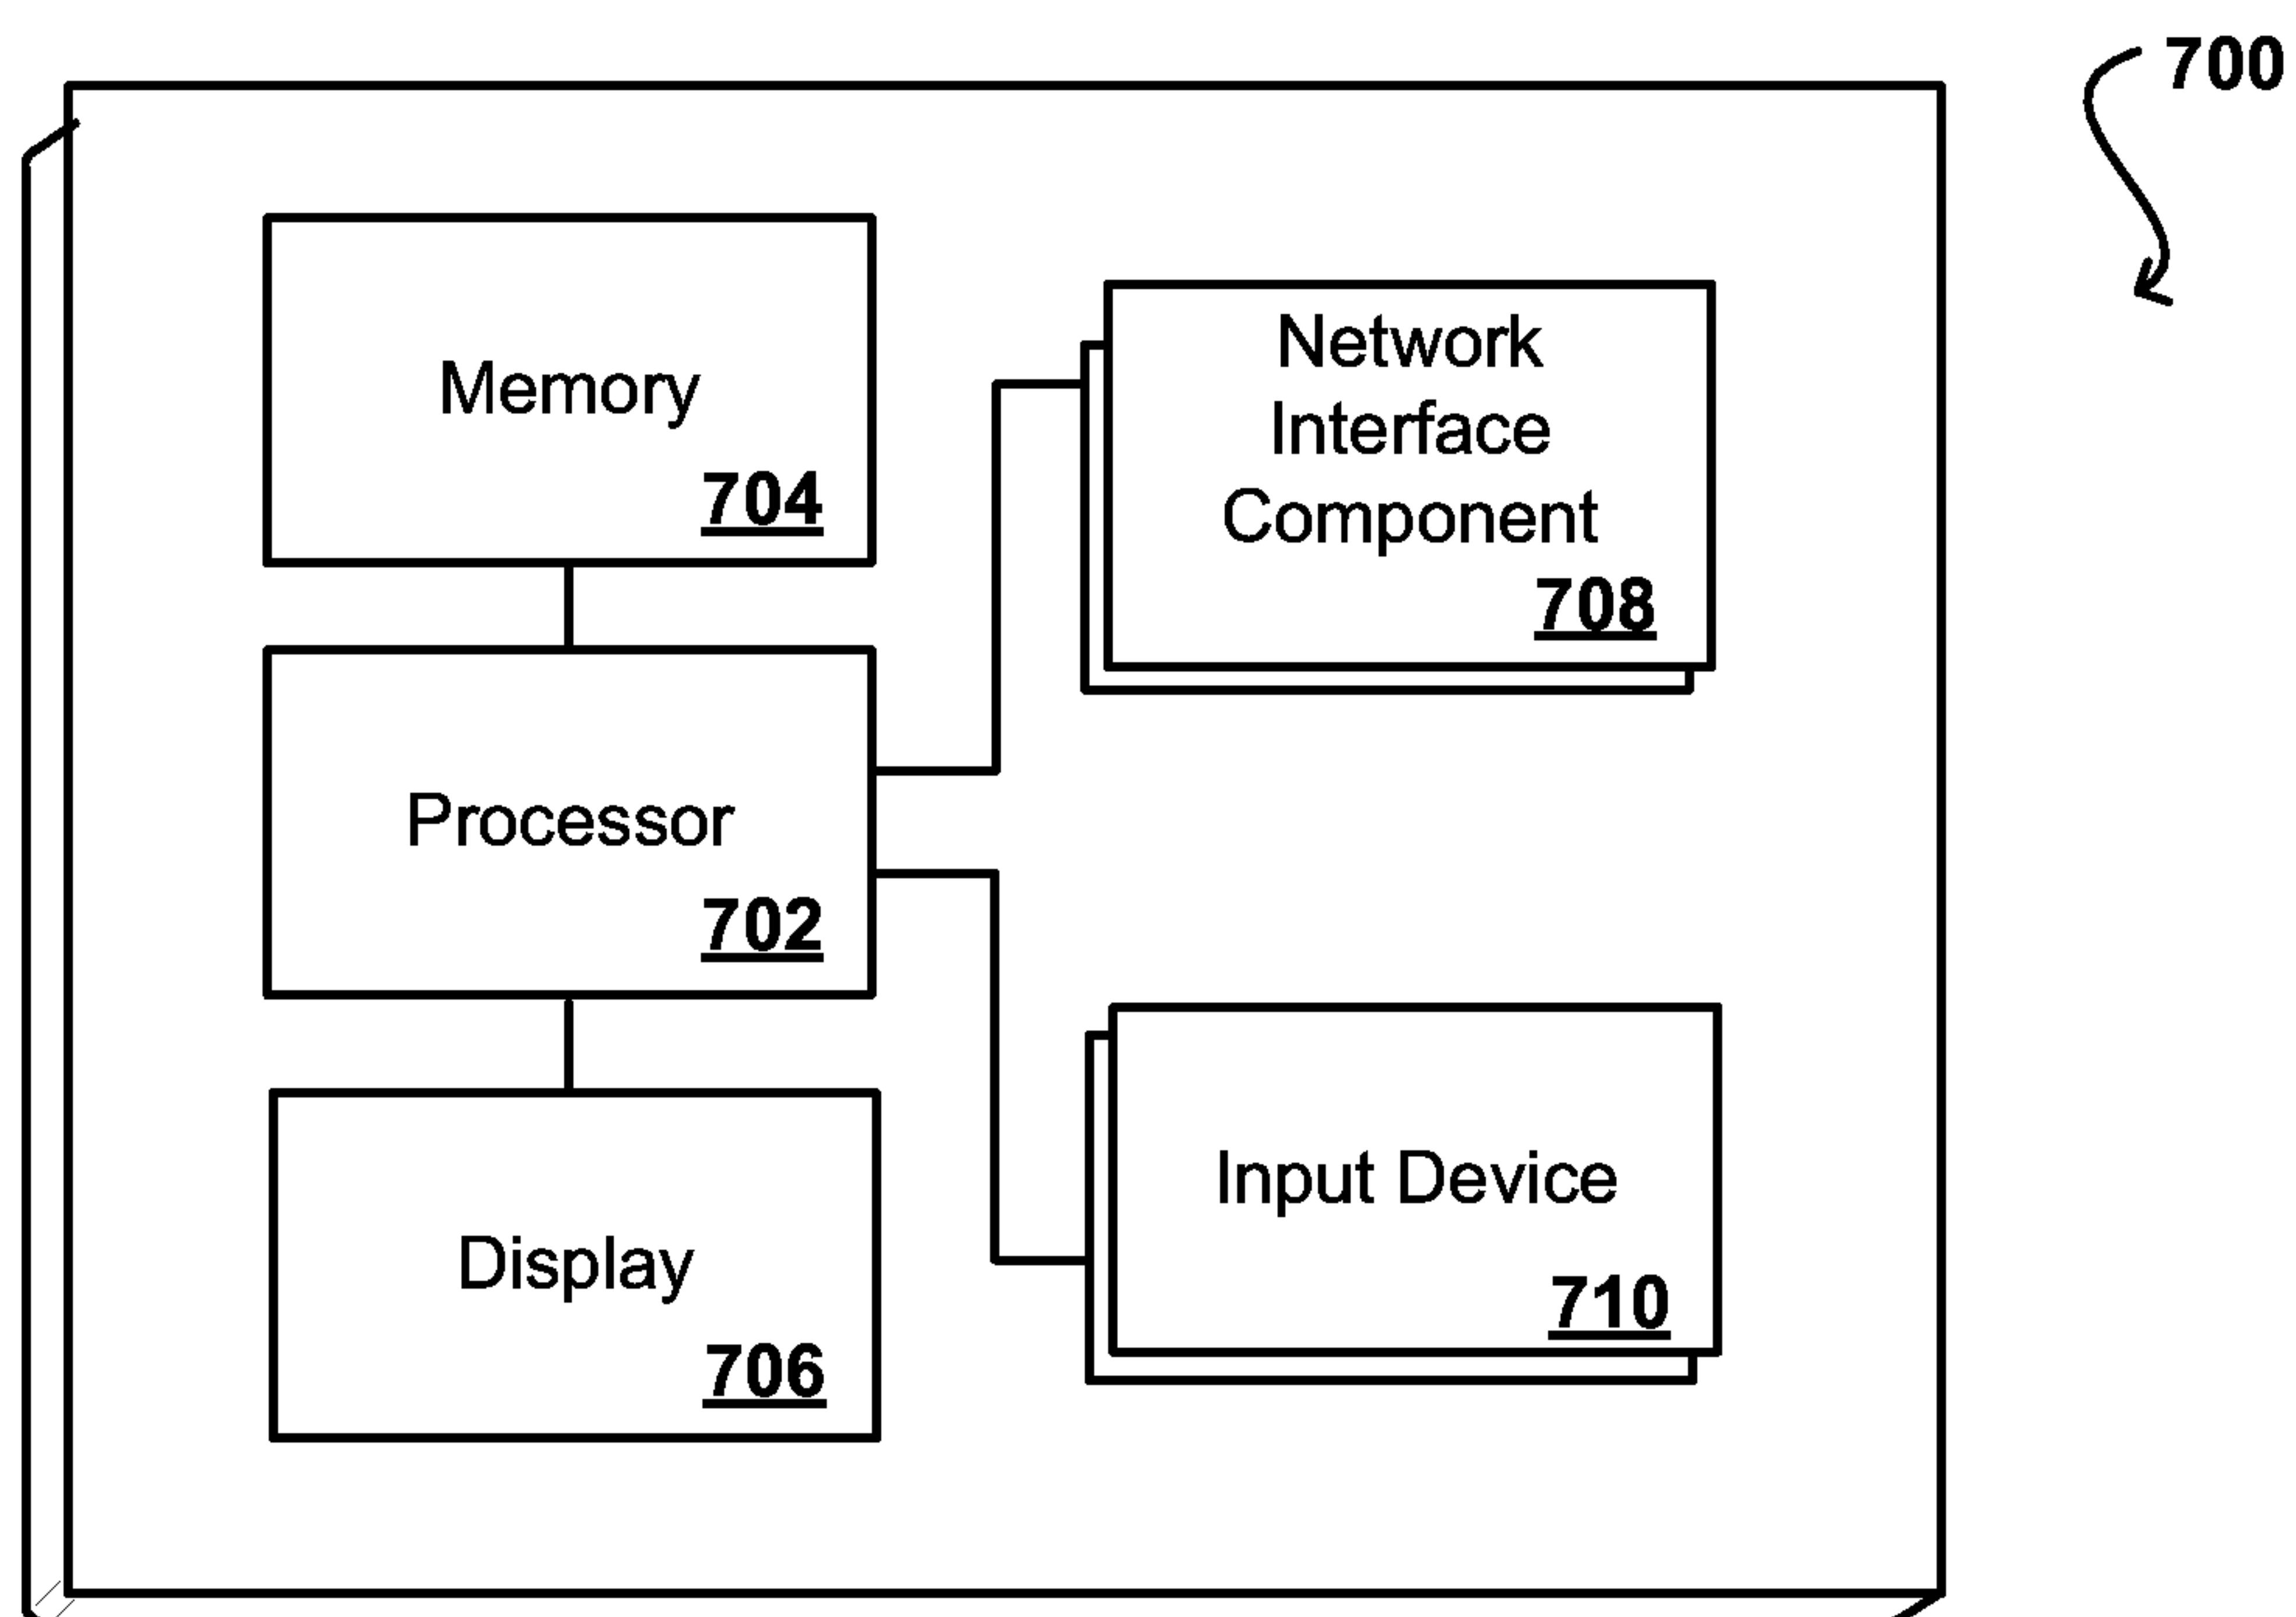 700
Memory
704
Network
Interface
Component
708
Processor
702
Input Device
710
Display
706